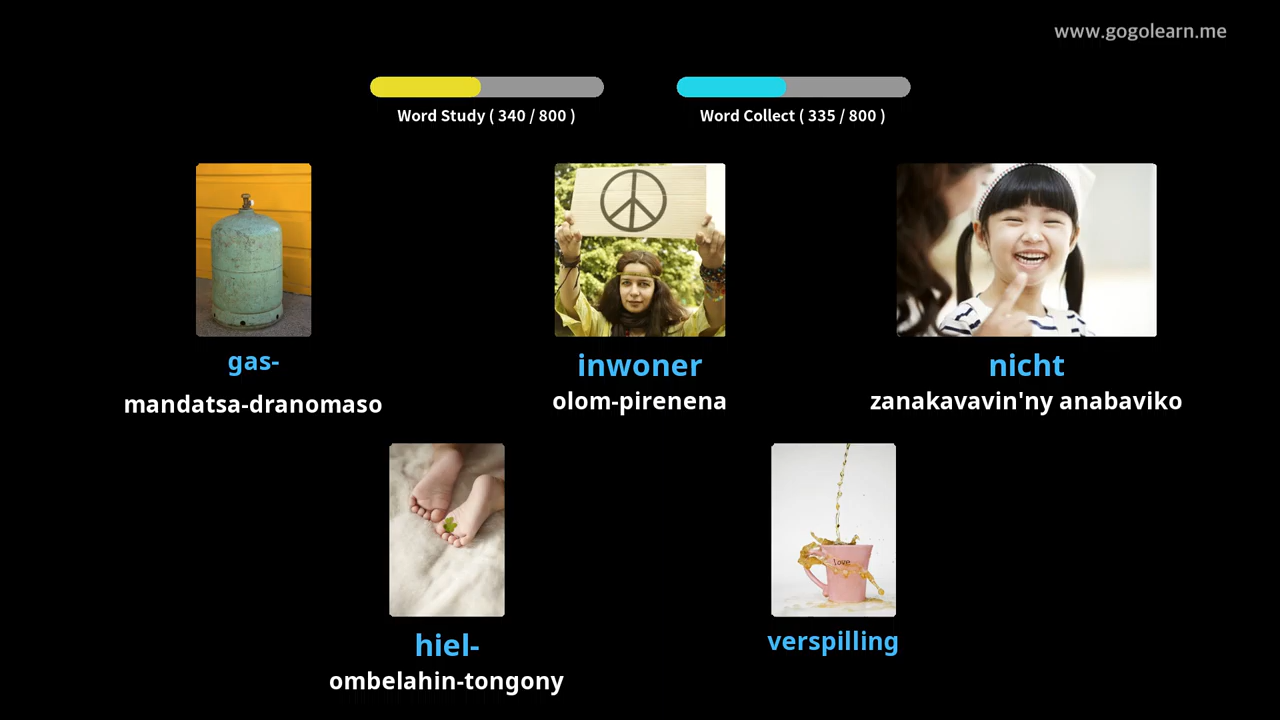 www.gogolearn.me
Word Study ( 340 / 800 )
Word Collect ( 335 / 800 )
gas-
mandatsa-dranomaso
inwoner
olom-pirenena
nicht
zanakavavin'ny anabaviko
love
hiel-
ombelahin-tongony
verspilling